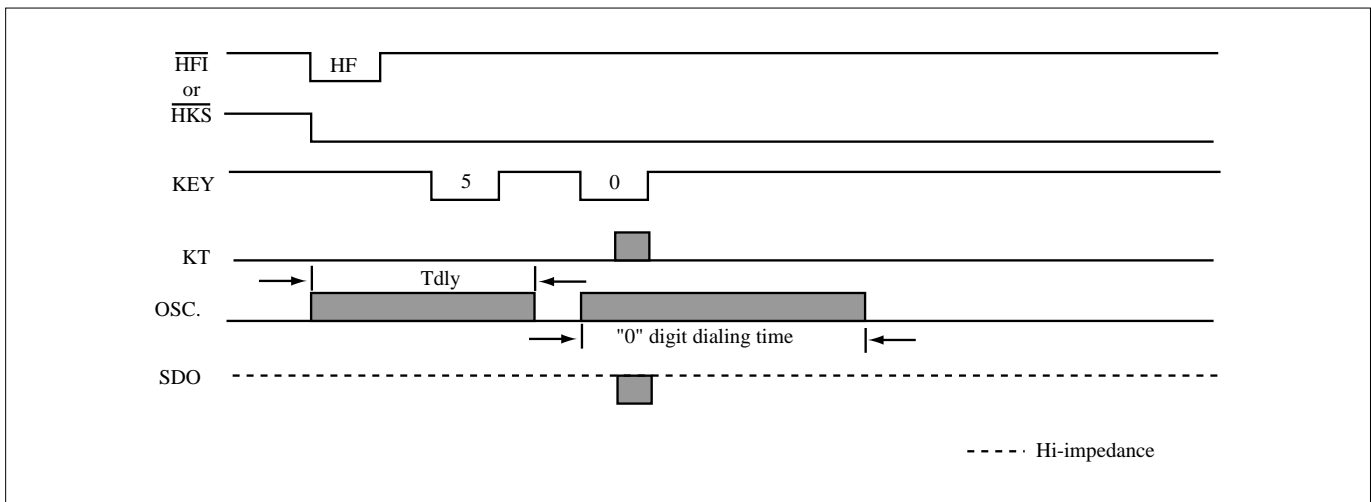 HFI
HF
or
HKS
KEY
5
0
KT
Tdly
OSC.
"0" digit dialing time
SDO
Hi-impedance